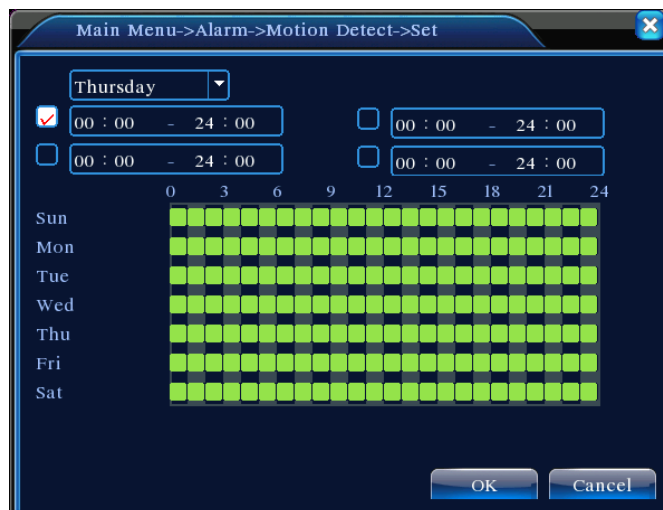 Main Menu->Alarm->Motion Detect->Set
Thursday
00 : 00 - 24 : 00 00 : 00 - 24 : 00
00 : 00 - 24 : 00 00 : 00 - 24 : 00
0 3 6 9 12 15 18 21 24
Sun
Mon
Tue
Wed
Thu
Fri
Sat
OK Cancel